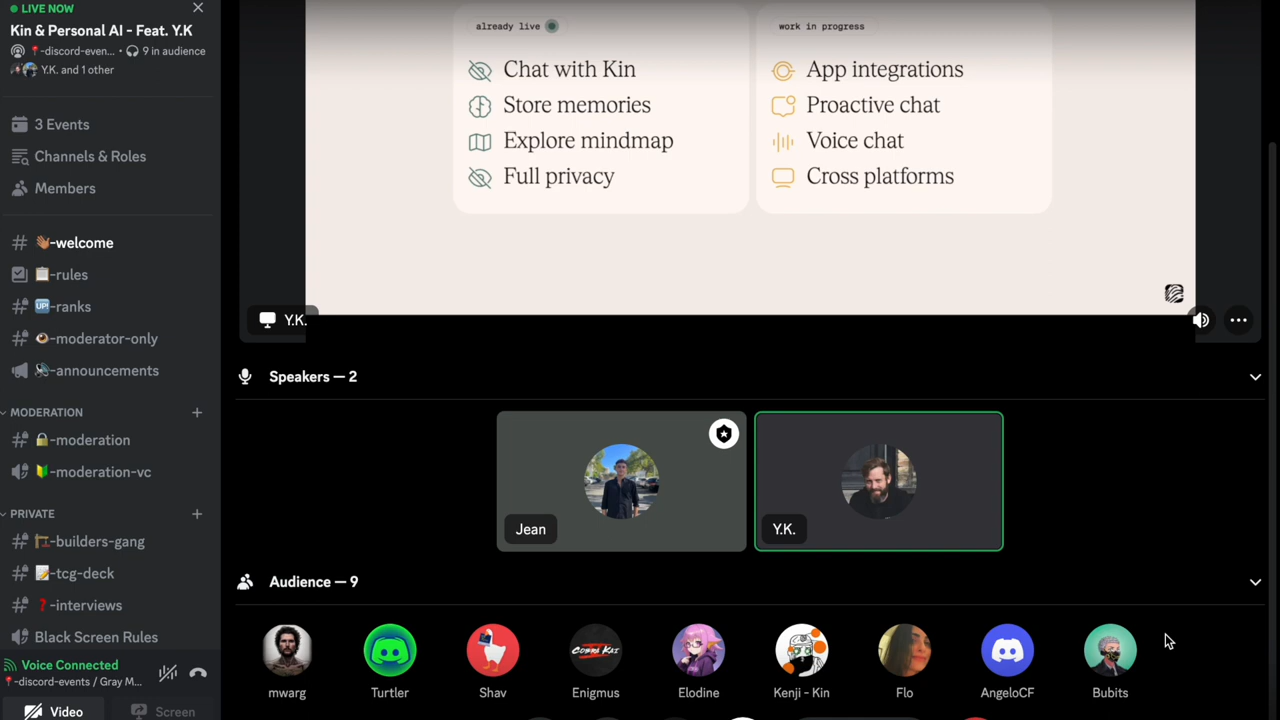 LIVE NOW
Kin & Personal AI - Feat. Y.K
-discord-even... • 9 in audience
Y.K. and 1 other
3 Events
Channels & Roles
Members
-welcome
-rules
-ranks
-moderator-only
-announcements
MODERATION
-moderation
-moderation-vc
PRIVATE
-builders-gang
-tcg-deck
-interviews
Black Screen Rules
Voice Connected
-discord-events / Gray M...
Video
Screen
already live
Chat with Kin
Store memories
Explore mindmap
Full privacy
work in progress
App integrations
Proactive chat
Voice chat
Cross platforms
Y.K.
Speakers — 2
Jean
Y.K.
Audience — 9
mwarg
Turtler
Shav
COBRA KAI
Enigmus
Elodine
Kenji - Kin
Flo
AngeloCF
Bubits